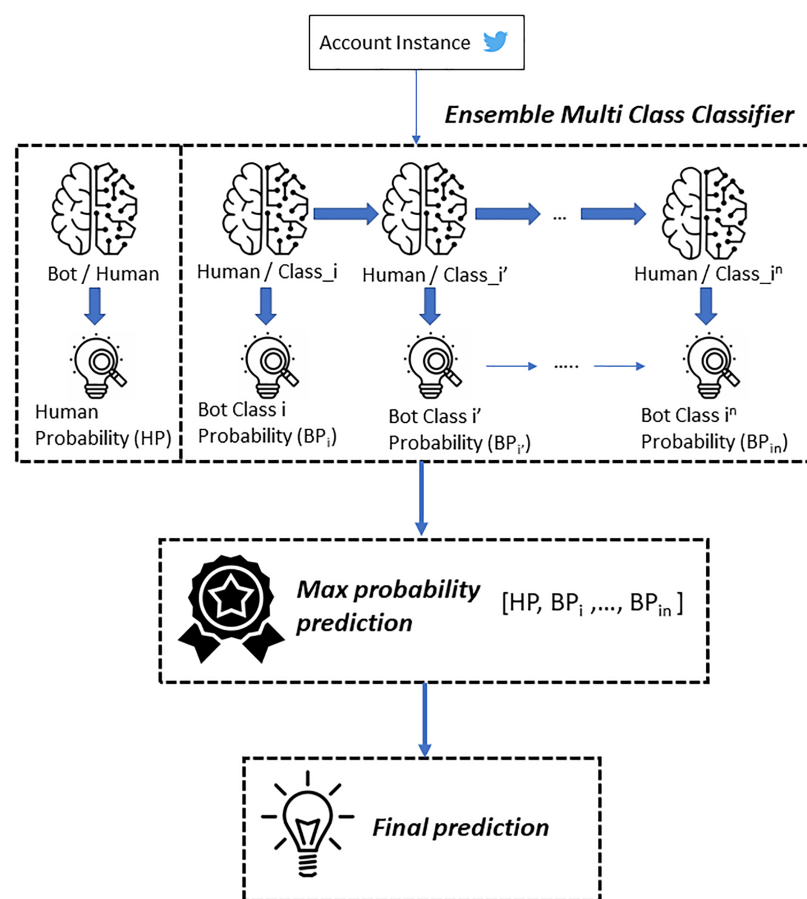 Account Instance
Ensemble Multi Class Classifier
Bot / Human
Human / Class_i
Human / Class_i’
...
Human / Class_iⁿ
Human
Probability (HP)
Bot Class i
Probability (BPᵢ)
Bot Class i’
Probability (BPᵢ’)
.....
Bot Class iⁿ
Probability (BPᵢₙ)
Max probability
prediction
[HP, BPᵢ ,..., BPᵢₙ ]
Final prediction